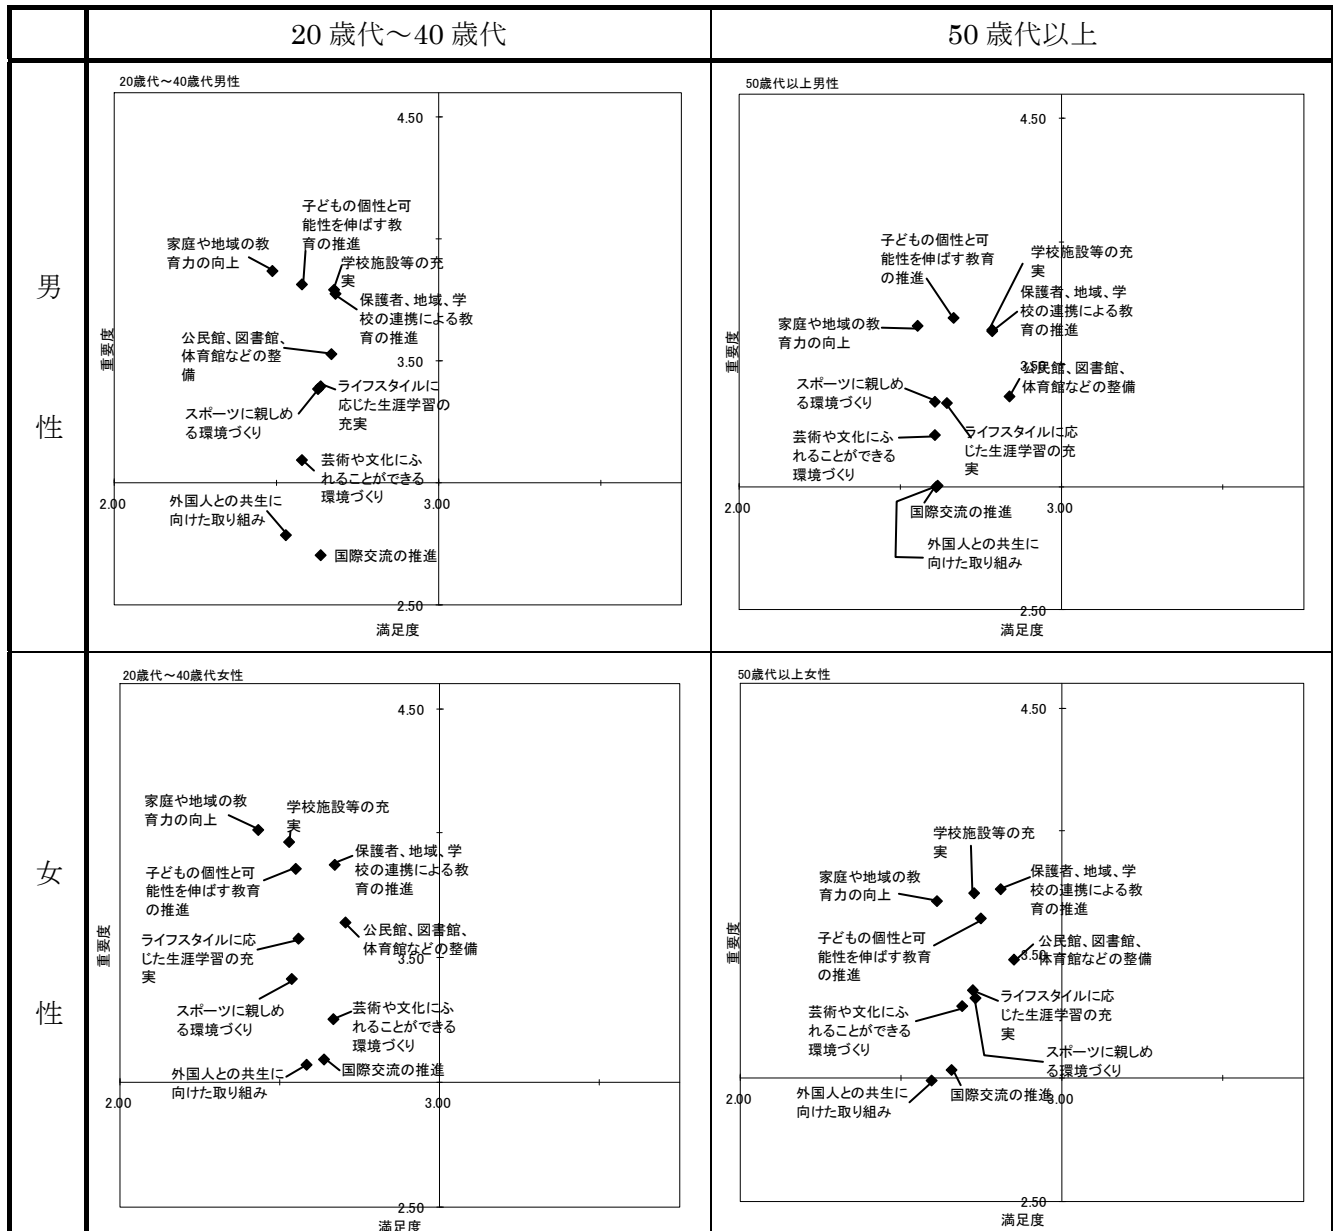 20歳代～40歳代
50歳代以上
男
性
20歳代～40歳代男性
4.50
子どもの個性と可
能性を伸ばす教
育の推進
家庭や地域の教
育力の向上
学校施設等の充
実
保護者、地域、学
校の連携による教
育の推進
公民館、図書館、
体育館などの整
備
重要度
3.50
ライフスタイルに
応じた生涯学習の
充実
スポーツに親しめ
る環境づくり
芸術や文化にふ
れることができる
環境づくり
2.00
3.00
外国人との共生に
向けた取り組み
国際交流の推進
2.50
満足度
50歳代以上男性
4.50
子どもの個性と可
能性を伸ばす教育
の推進
学校施設等の充
実
保護者、地域、学
校の連携による教
育の推進
家庭や地域の教
育力の向上
重要度
3.50
公民館、図書館、
体育館などの整備
スポーツに親しめ
る環境づくり
ライフスタイルに応
じた生涯学習の充
実
芸術や文化にふ
れることができる
環境づくり
2.00
3.00
国際交流の推進
外国人との共生に
向けた取り組み
2.50
満足度
女
性
20歳代～40歳代女性
4.50
家庭や地域の教
育力の向上
学校施設等の充
実
保護者、地域、学
校の連携による教
育の推進
子どもの個性と可
能性を伸ばす教育
の推進
公民館、図書館、
体育館などの整備
ライフスタイルに応
じた生涯学習の充
実
重要度
3.50
スポーツに親しめ
る環境づくり
芸術や文化にふ
れることができる
環境づくり
外国人との共生に
向けた取り組み
国際交流の推進
2.00
3.00
2.50
満足度
50歳代以上女性
4.50
学校施設等の充
実
保護者、地域、学
校の連携による教
育の推進
家庭や地域の教
育力の向上
子どもの個性と可
能性を伸ばす教育
の推進
公民館、図書館、
体育館などの整備
重要度
3.50
ライフスタイルに応
じた生涯学習の充
実
芸術や文化にふ
れることができる
環境づくり
スポーツに親しめ
る環境づくり
2.00
3.00
外国人との共生に
向けた取り組み
国際交流の推進
2.50
満足度